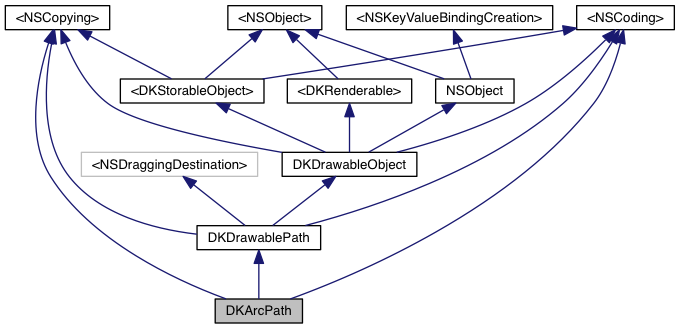 <NSCopying>
<NSObject>
<NSKeyValueBindingCreation>
<NSCoding>
<DKStorableObject>
<DKRenderable>
NSObject
<NSDraggingDestination>
DKDrawableObject
DKDrawablePath
DKArcPath